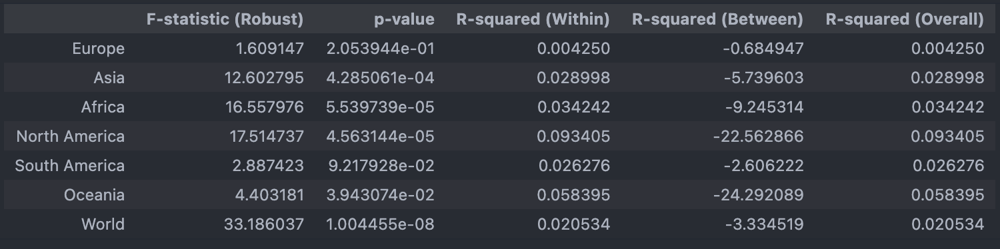 F-statistic (Robust) p-value R-squared (Within) R-squared (Between) R-squared (Overall)
Europe 1.609147 2.053944e-01 0.004250 -0.684947 0.004250
Asia 12.602795 4.285061e-04 0.028998 -5.739603 0.028998
Africa 16.557976 5.539739e-05 0.034242 -9.245314 0.034242
North America 17.514737 4.563144e-05 0.093405 -22.562866 0.093405
South America 2.887423 9.217928e-02 0.026276 -2.606222 0.026276
Oceania 4.403181 3.943074e-02 0.058395 -24.292089 0.058395
World 33.186037 1.004455e-08 0.020534 -3.334519 0.020534